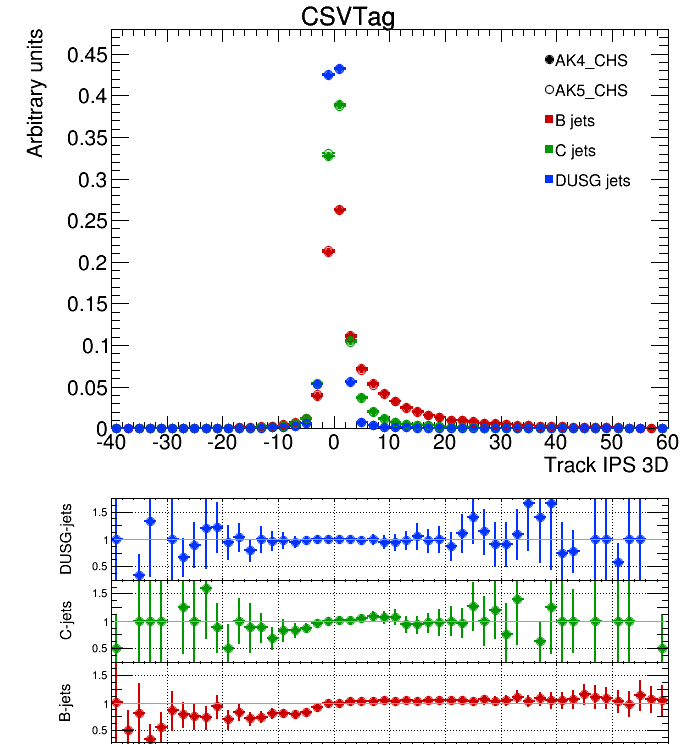 CSVTag
Arbitrary units
0.45
0.4
0.35
0.3
0.25
0.2
0.15
0.1
0.05
0
AK4_CHS
AK5_CHS
B jets
C jets
DUSG jets
-40 -30 -20 -10 0 10 20 30 40 50 60
Track IPS 3D
DUSG-jets
1.5
1
0.5
C-jets
1.5
1
0.5
B-jets
1.5
1
0.5